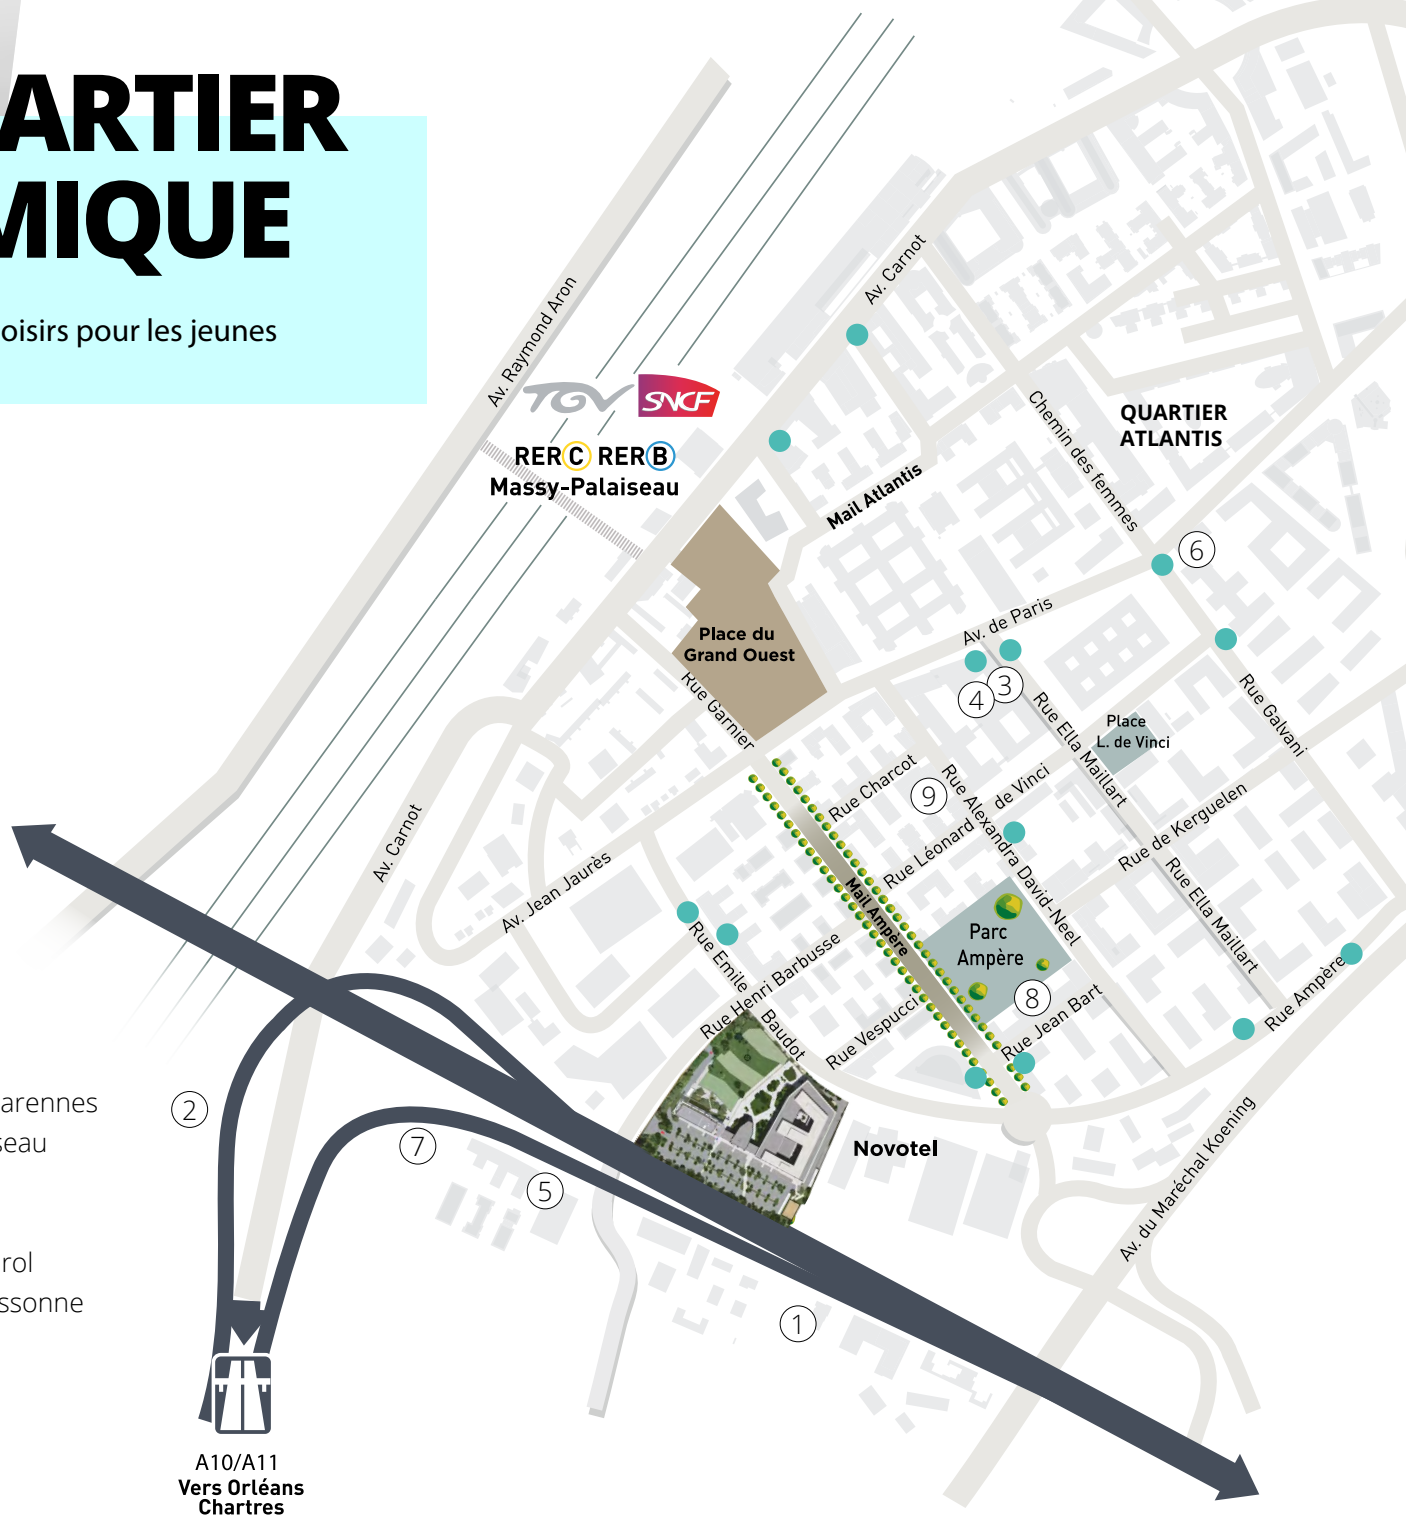 ARTIER
MIQUE
oisirs pour les jeunes
Av. Raymond Aron
Av. Carnot
TGV SNCF
RER C RER B
Massy-Palaiseau
Chemin des femmes
QUARTIER
ATLANTIS
Mail Atlantis
6
Av. de Paris
Place du
Grand Ouest
4
3
Rue Garnier
Rue Ella Maillart
Place
L. de Vinci
Rue Galvani
Rue Charcot
9
Rue Alexandra David-Neel
Rue Léonard de Vinci
Rue de Kerguelen
Av. Carnot
Av. Jean Jaurès
Mail Ampère
Rue Ella Maillart
Rue Emile Baudot
Rue Henri Barbusse
Parc
Ampère
8
Rue Vespucci
Rue Jean Bart
Rue Ampère
2
arennes
seau
7
Novotel
5
Av. du Maréchal Koening
rol
ssonne
1
A10/A11
Vers Orléans
Chartres